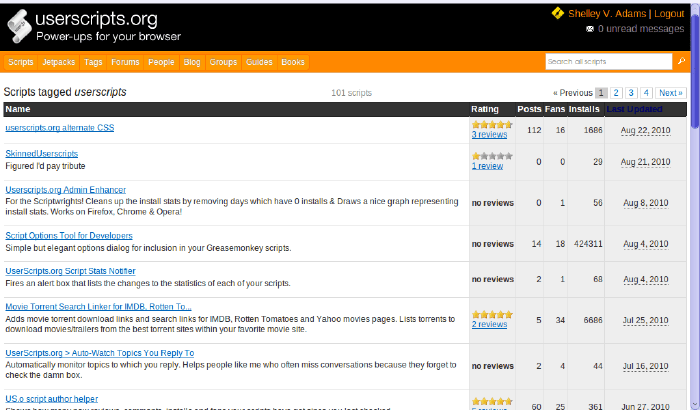 userscripts.org
Power-ups for your browser
Shelley V. Adams | Logout
0 unread messages
Scripts Jetpacks Tags Forums People Blog Groups Guides Books
Search all scripts
Scripts tagged userscripts 101 scripts « Previous 1 2 3 4 Next »
Name Rating Posts Fans Installs Last Updated
userscripts.org alternate CSS 3 reviews 112 16 1686 Aug 22, 2010
SkinnedUserscripts
Figured I'd pay tribute 1 review 0 0 29 Aug 21, 2010
Userscripts.org Admin Enhancer
For the Scriptwrights! Cleans up the install stats by removing days which have 0 installs & Draws a nice graph representing
install stats. Works on Firefox, Chrome & Opera! no reviews 0 1 56 Aug 8, 2010
Script Options Tool for Developers
Simple but elegant options dialog for inclusion in your Greasemonkey scripts. no reviews 14 18 424311 Aug 4, 2010
UserScripts.org Script Stats Notifier
Fires an alert box that lists the changes to the statistics of each of your scripts. no reviews 2 1 68 Aug 4, 2010
Movie Torrent Search Linker for IMDB, Rotten To...
Adds movie torrent download links and search links for IMDB, Rotten Tomatoes and Yahoo movies pages. Lists torrents to
download movies/trailers from the best torrent sites within your favorite movie site. 2 reviews 5 34 6686 Jul 25, 2010
UserScripts.org > Auto-Watch Topics You Reply To
Automatically monitor topics to which you reply. Helps people like me who often miss conversations because they forget to
check the damn box. no reviews 2 4 44 Jul 16, 2010
US.o script author helper
60 25 361 Jun 27, 2010